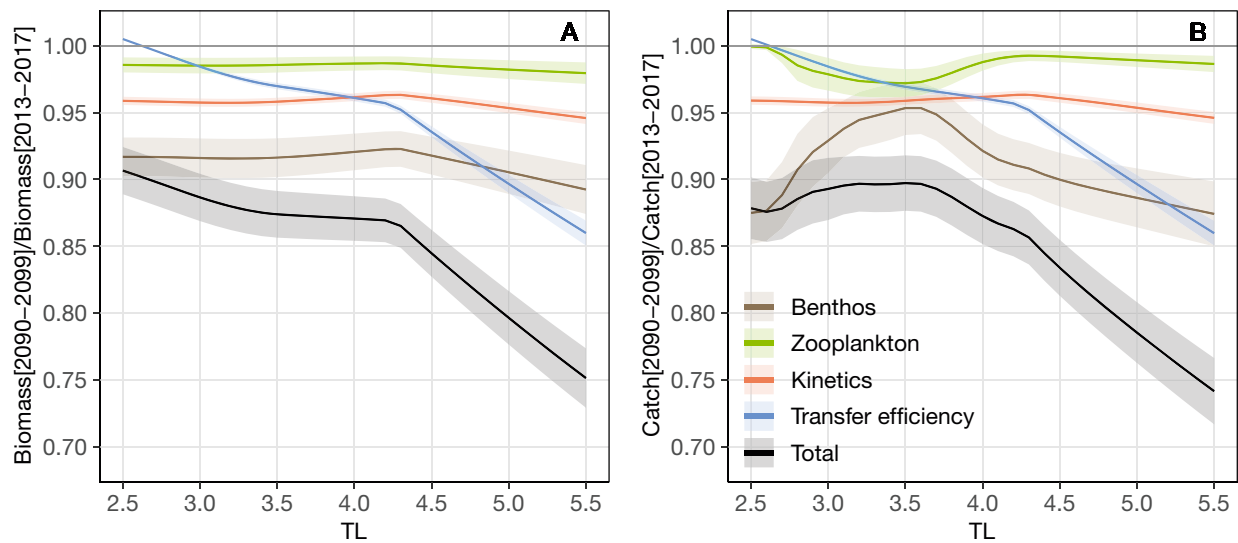 A
Biomass[2090−2099]/Biomass[2013−2017]
1.00
0.95
0.90
0.85
0.80
0.75
0.70
2.5 3.0 3.5 4.0 4.5 5.0 5.5
TL
B
Catch[2090−2099]/Catch[2013−2017]
1.00
0.95
0.90
0.85
0.80
0.75
0.70
Benthos
Zooplankton
Kinetics
Transfer efficiency
Total
2.5 3.0 3.5 4.0 4.5 5.0 5.5
TL